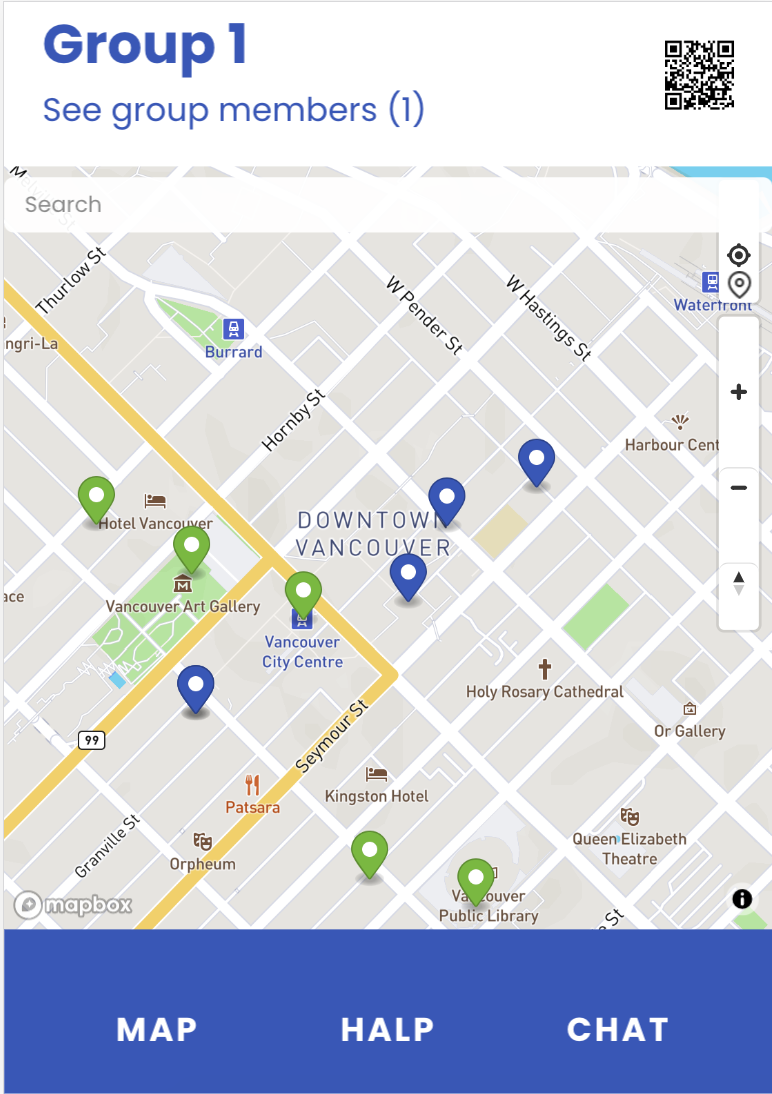 Group 1
See group members (1)
Search
Thurlow St
W Pender St
W Hastings St
Waterfront
ngri-La
Burrard
Hornby St
Harbour Cent
Hotel Vancouver
DOWNTOWN
VANCOUVER
ace
Vancouver Art Gallery
Vancouver
City Centre
Holy Rosary Cathedral
Seymour St
Or Gallery
99
Patsara
Kingston Hotel
Granville St
Orpheum
Queen Elizabeth
Theatre
Vancouver
Public Library
e St
mapbox
MAP
HALP
CHAT